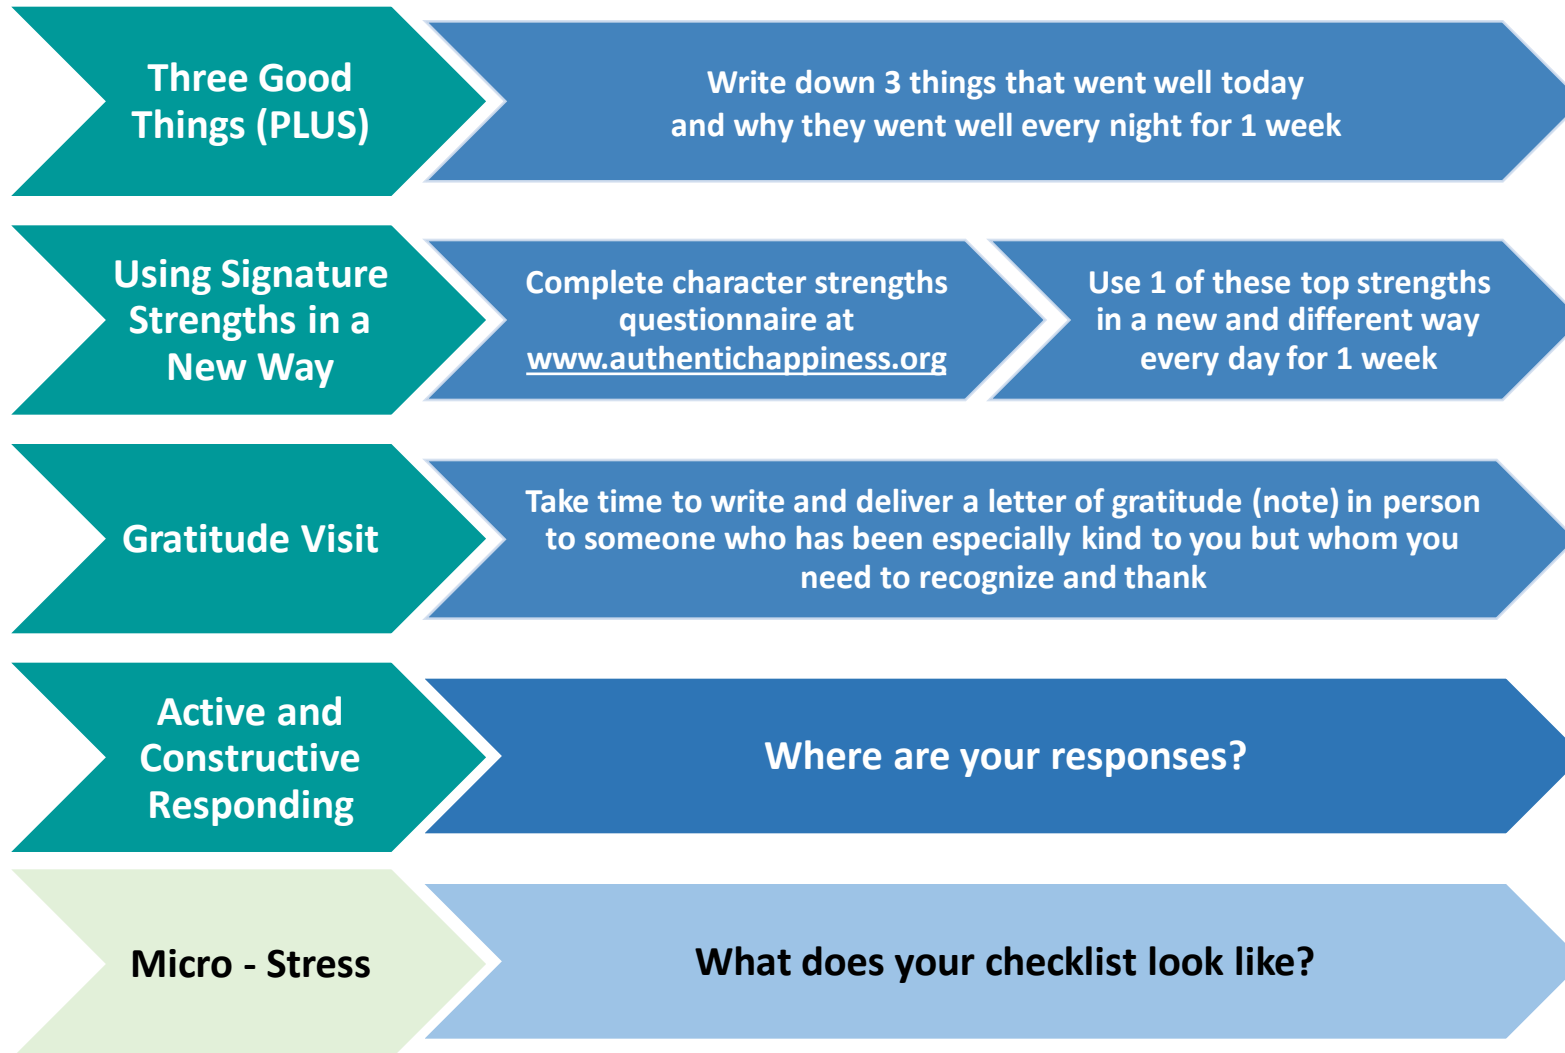 Three Good
Things (PLUS)
Write down 3 things that went well today
and why they went well every night for 1 week
Using Signature
Strengths in a
New Way
Complete character strengths
questionnaire at
www.authentichappiness.org
Use 1 of these top strengths
in a new and different way
every day for 1 week
Gratitude Visit
Take time to write and deliver a letter of gratitude (note) in person
to someone who has been especially kind to you but whom you
need to recognize and thank
Active and
Constructive
Responding
Where are your responses?
Micro - Stress
What does your checklist look like?